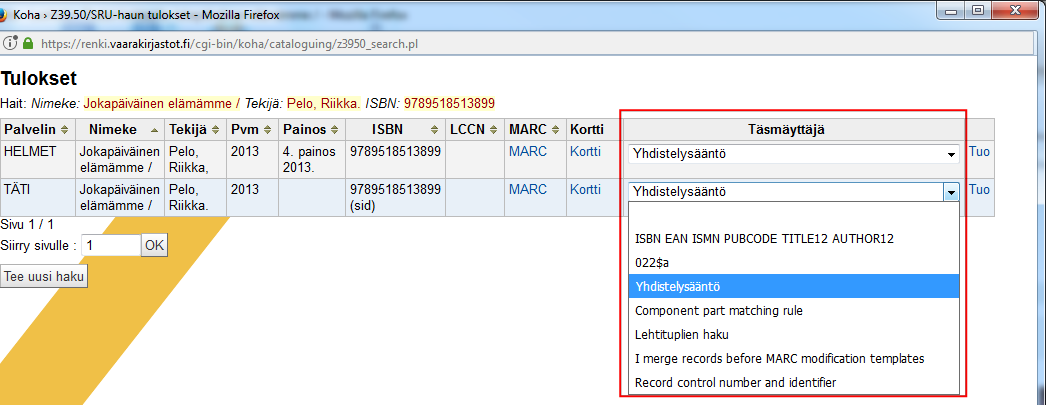 Koha › Z39.50/SRU-haun tulokset - Mozilla Firefox
https://renki.vaarakirjastot.fi/cgi-bin/koha/cataloguing/z3950_search.pl
Tulokset
Hait: Nimeke: Jokapäiväinen elämämme / Tekijä: Pelo, Riikka. ISBN: 9789518513899
Palvelin Nimeke Tekijä Pvm Painos ISBN LCCN MARC Kortti Täsmäyttäjä
HELMET Jokapäiväinen Pelo, 2013 4. painos 9789518513899 MARC Kortti Yhdistelysääntö Tuo
elämämme / Riikka, 2013.
TÄTI Jokapäiväinen Pelo, 2013 9789518513899 MARC Kortti Yhdistelysääntö Tuo
elämämme / Riikka. (sid)
Sivu 1 / 1
Siirry sivulle : 1 OK
Tee uusi haku
ISBN EAN ISMN PUBCODE TITLE12 AUTHOR12
022$a
Yhdistelysääntö
Component part matching rule
Lehtituplien haku
I merge records before MARC modification templates
Record control number and identifier